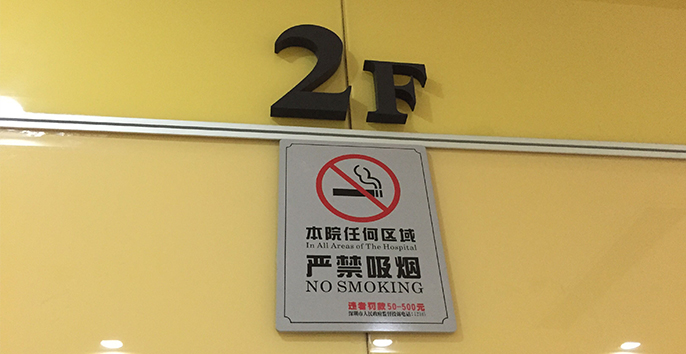 2F
本院任何区域
In All Areas of The Hospital
严禁吸烟
NO SMOKING
违者罚款50-500元